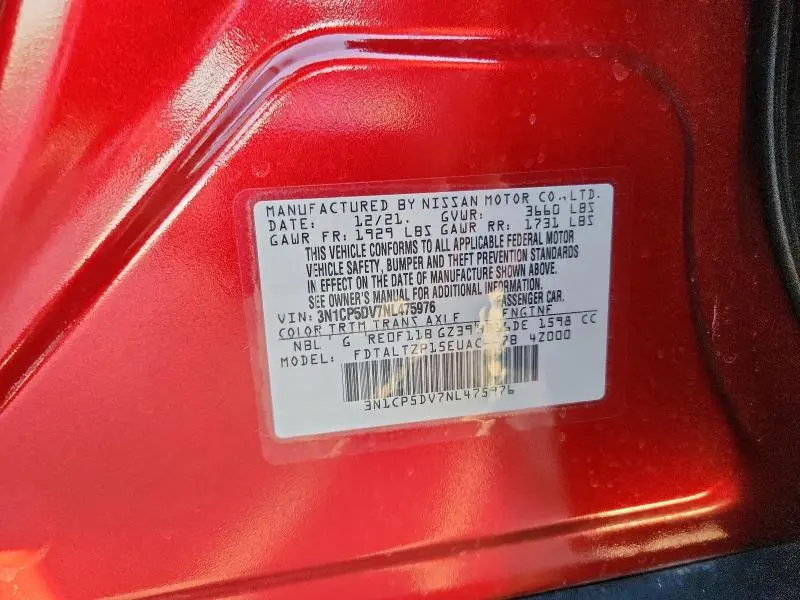 MANUFACTURED BY NISSAN MOTOR CO., LTD.
DATE: 12/21. GVWR: 3660 LBS
GAWR FR: 1929 LBS GAWR RR: 1731 LBS
THIS VEHICLE CONFORMS TO ALL APPLICABLE FEDERAL MOTOR
VEHICLE SAFETY, BUMPER AND THEFT PREVENTION STANDARDS
IN EFFECT ON THE DATE OF MANUFACTURE SHOWN ABOVE.
SEE OWNER'S MANUAL FOR ADDITIONAL INFORMATION.
VIN: 3N1CP5DV7NL475976 PASSENGER CAR.
COLOR TRIM TRANS AXLE ENGINE
NBL G RE0F11B 1598 CC
MODEL: FDTALTZP15EUAC 4Z000
3N1CP5DV7NL475976